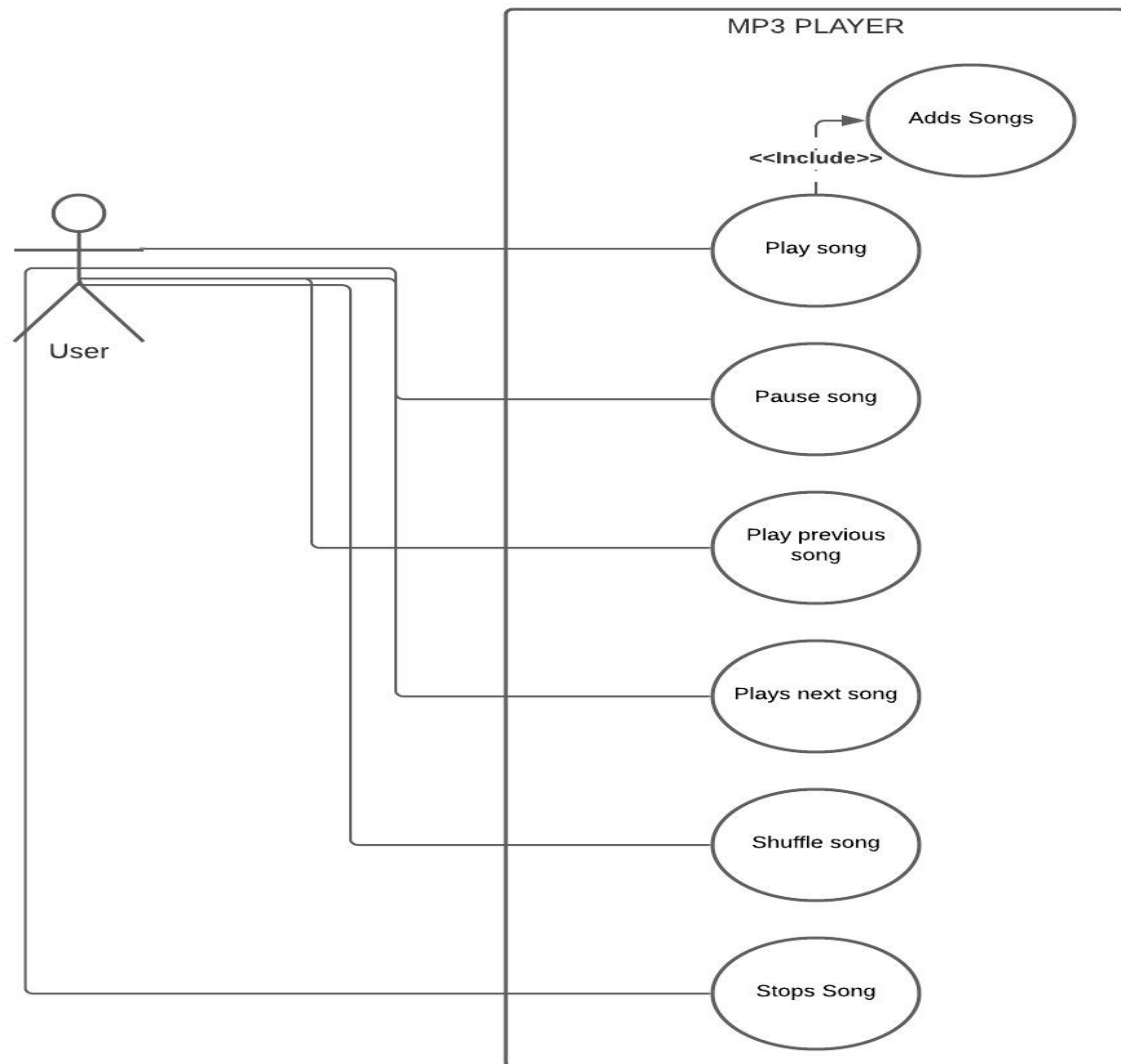 MP3 PLAYER
Adds Songs
<<Include>>
Play song
User
Pause song
Play previous
song
Plays next song
Shuffle song
Stops Song